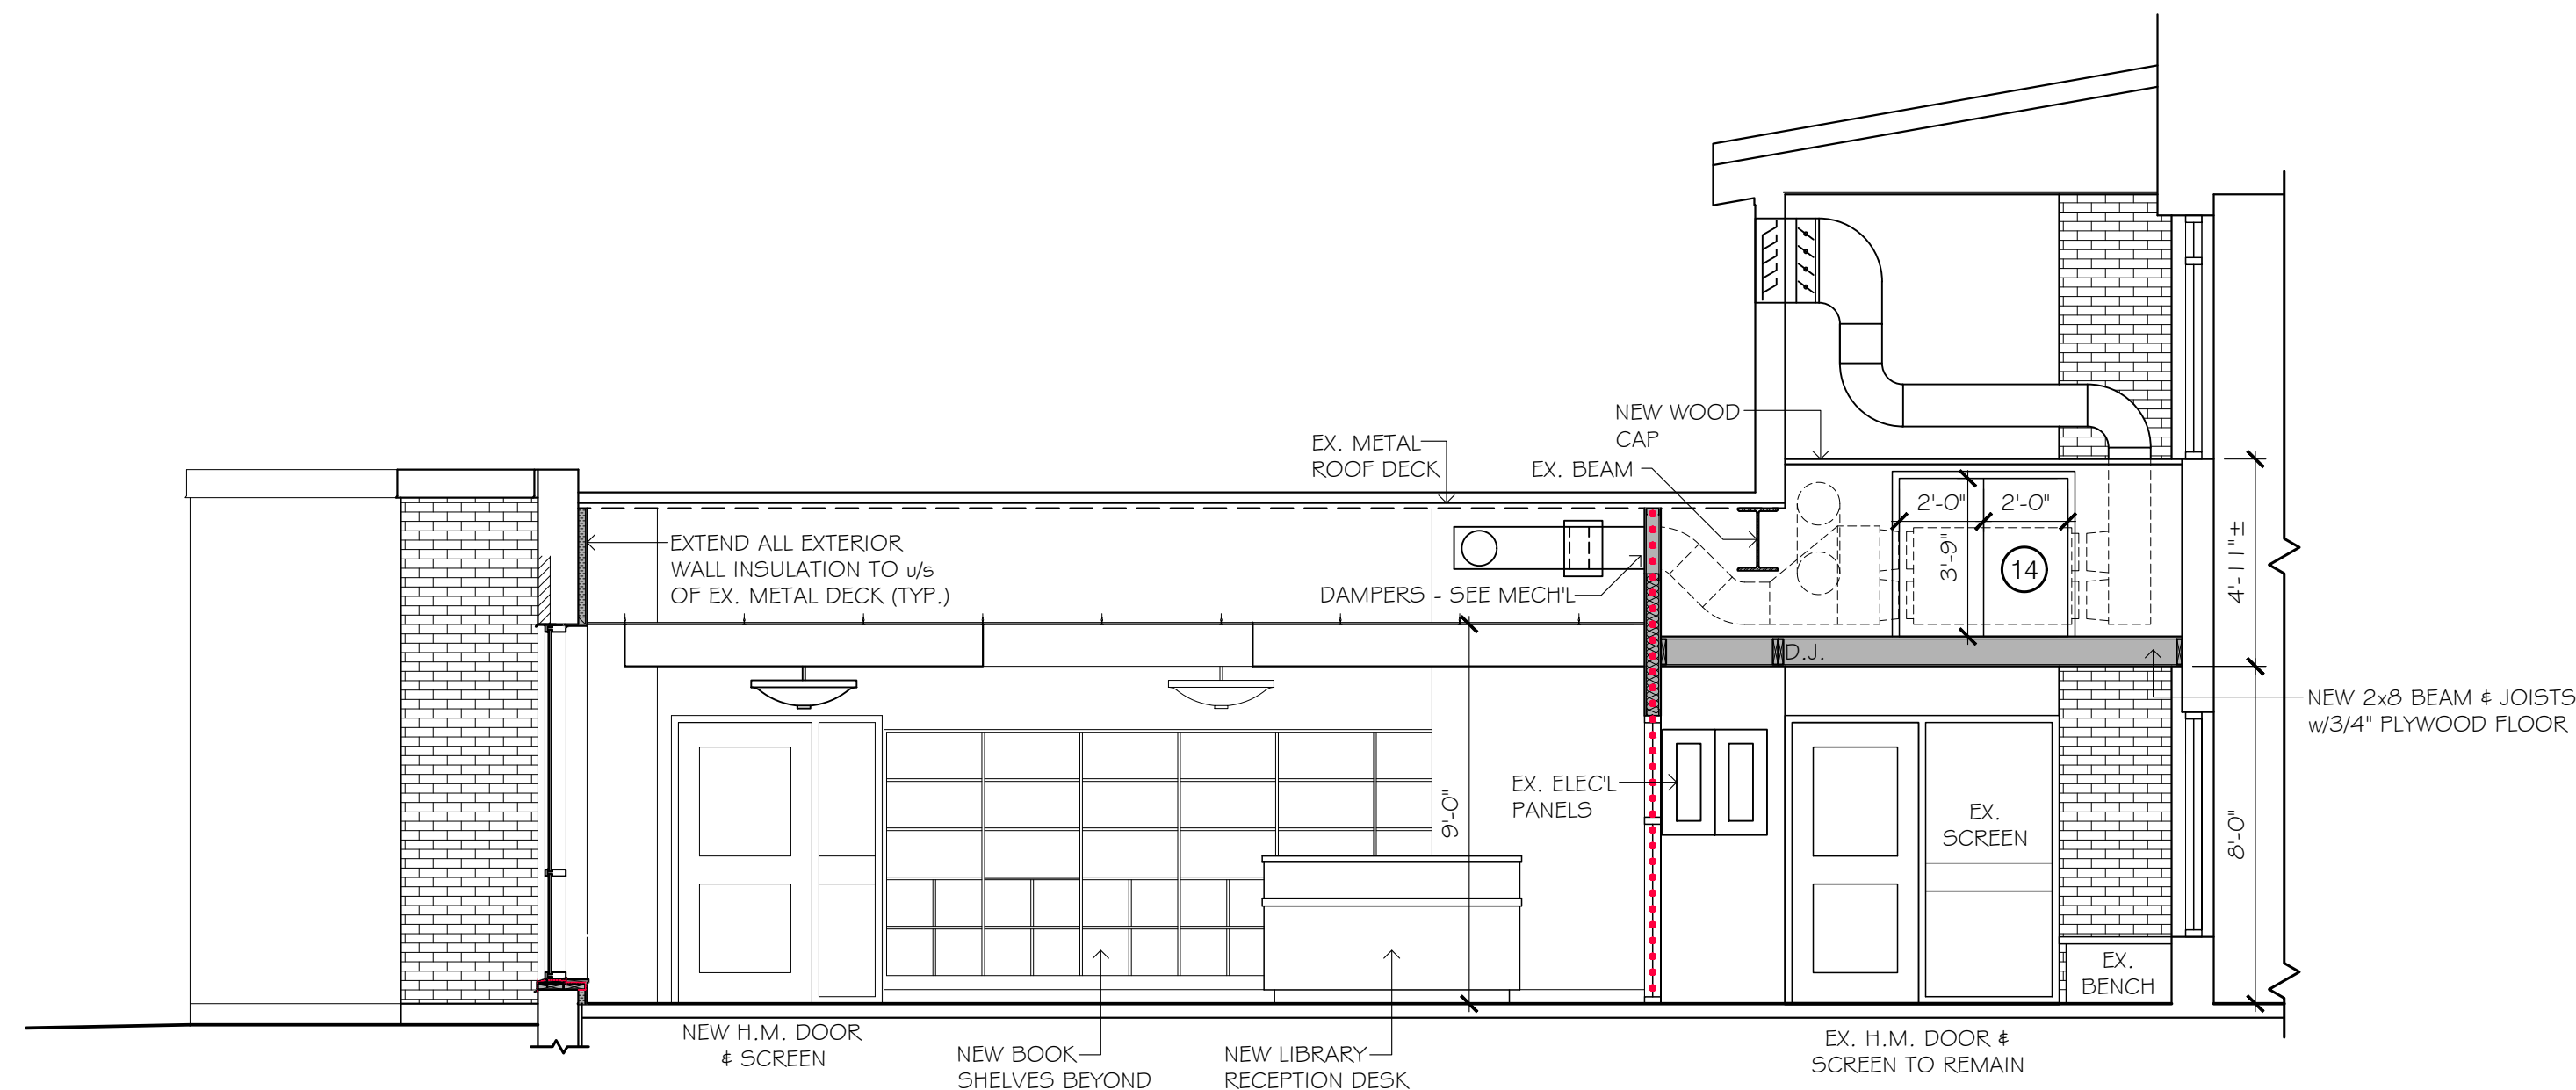 NEW WOOD
CAP
EX. METAL
ROOF DECK
EX. BEAM
2'-0"
2'-0"
3'-9"
14
4'-11"±
EXTEND ALL EXTERIOR
WALL INSULATION TO u/s
OF EX. METAL DECK (TYP.)
DAMPERS - SEE MECH'L
D.J.
NEW 2x8 BEAM & JOISTS
w/3/4" PLYWOOD FLOOR
9'-0"
EX. ELEC'L
PANELS
EX.
SCREEN
8'-0"
EX.
BENCH
NEW H.M. DOOR
& SCREEN
NEW BOOK
SHELVES BEYOND
NEW LIBRARY
RECEPTION DESK
EX. H.M. DOOR &
SCREEN TO REMAIN